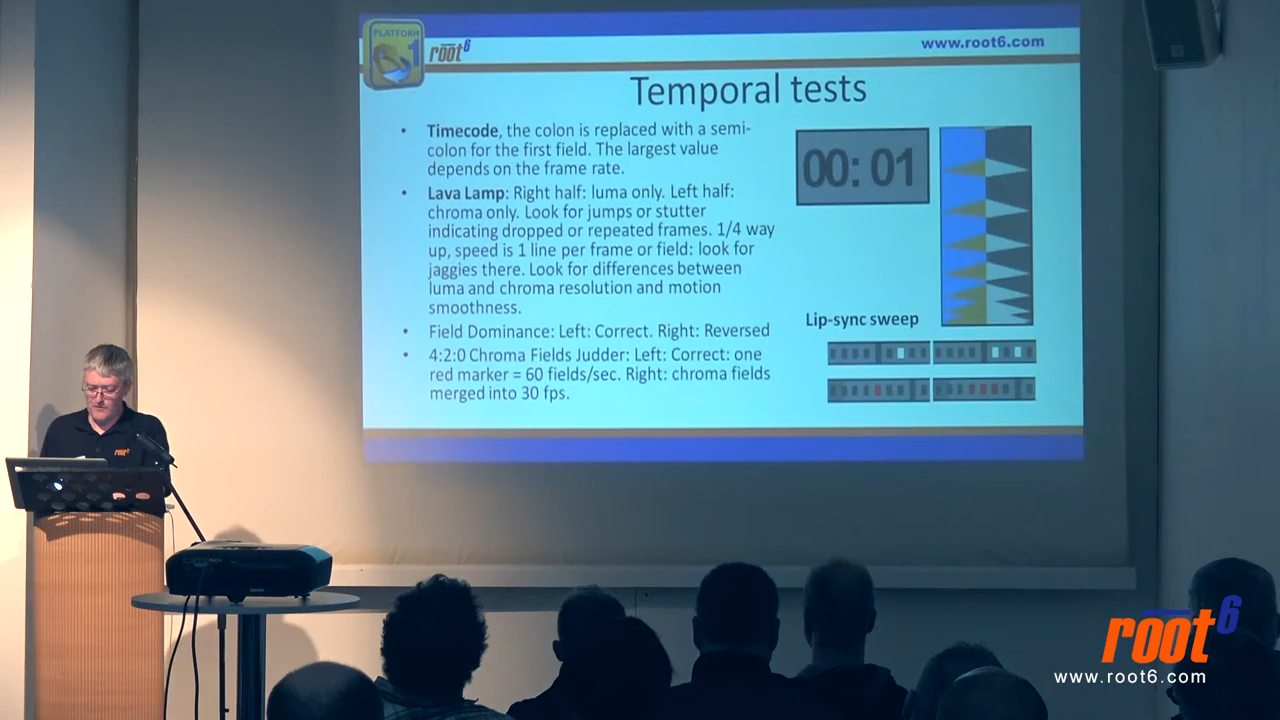 PLATFORM
1
root6
www.root6.com
Temporal tests
• Timecode, the colon is replaced with a semi-
colon for the first field. The largest value
depends on the frame rate.
• Lava Lamp: Right half: luma only. Left half:
chroma only. Look for jumps or stutter
indicating dropped or repeated frames. 1/4 way
up, speed is 1 line per frame or field: look for
jaggies there. Look for differences between
luma and chroma resolution and motion
smoothness.
• Field Dominance: Left: Correct. Right: Reversed
• 4:2:0 Chroma Fields Judder: Left: Correct: one
red marker = 60 fields/sec. Right: chroma fields
merged into 30 fps.
00: 01
Lip-sync sweep
root6
root6
www.root6.com